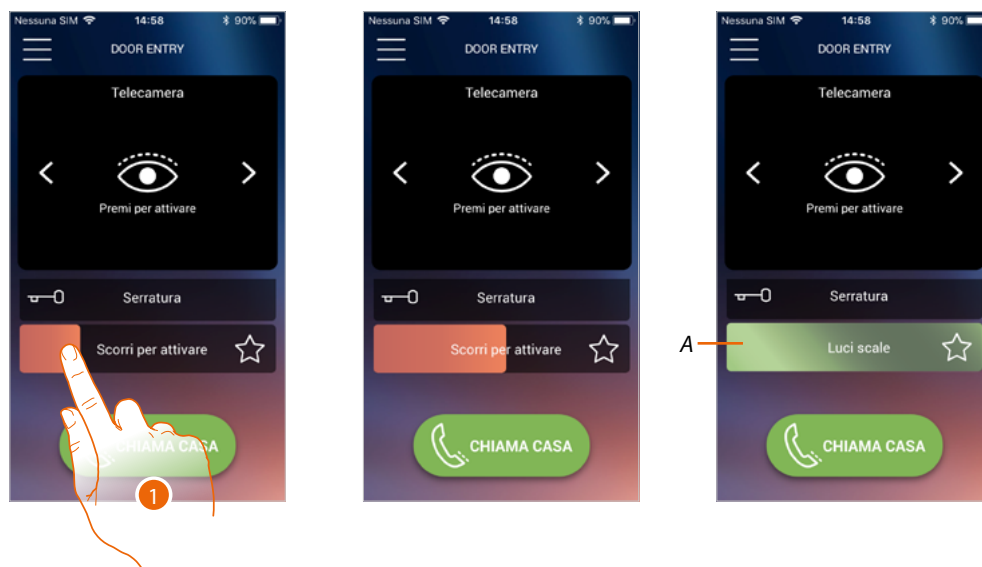 Nessuna SIM 14:58 90%
DOOR ENTRY
Telecamera
Premi per attivare
Serratura
Scorri per attivare
CHIAMA CASA
1
Nessuna SIM 14:58 90%
DOOR ENTRY
Telecamera
Premi per attivare
Serratura
Scorri per attivare
CHIAMA CASA
Nessuna SIM 14:58 90%
DOOR ENTRY
Telecamera
Premi per attivare
Serratura
A
Luci scale
CHIAMA CASA